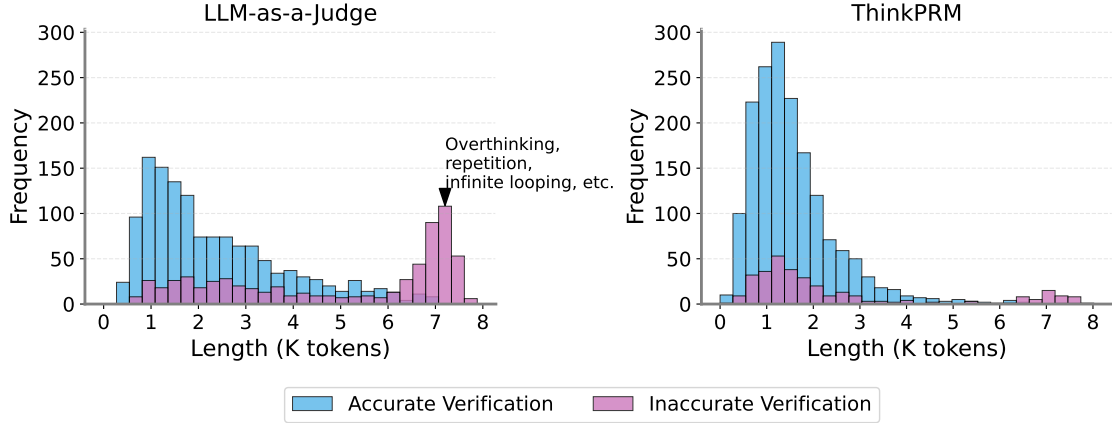 LLM-as-a-Judge
300
250
200
150
100
50
0
Frequency
Overthinking,
repetition,
infinite looping, etc.
0 1 2 3 4 5 6 7 8
Length (K tokens)
ThinkPRM
300
250
200
150
100
50
0
Frequency
0 1 2 3 4 5 6 7 8
Length (K tokens)
Accurate Verification
Inaccurate Verification